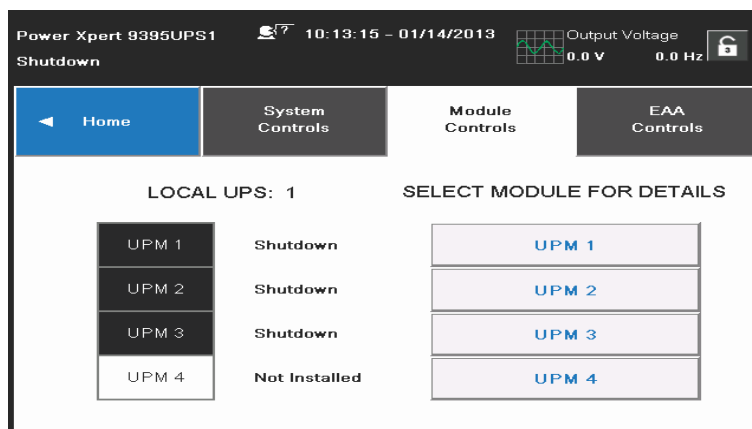 Power Xpert 9395UPS1
?
10:13:15 - 01/14/2013
Shutdown
Output Voltage
0.0 V 0.0 Hz
3
Home
System
Controls
Module
Controls
EAA
Controls
LOCAL UPS: 1
SELECT MODULE FOR DETAILS
UPM 1 Shutdown UPM 1
UPM 2 Shutdown UPM 2
UPM 3 Shutdown UPM 3
UPM 4 Not Installed UPM 4